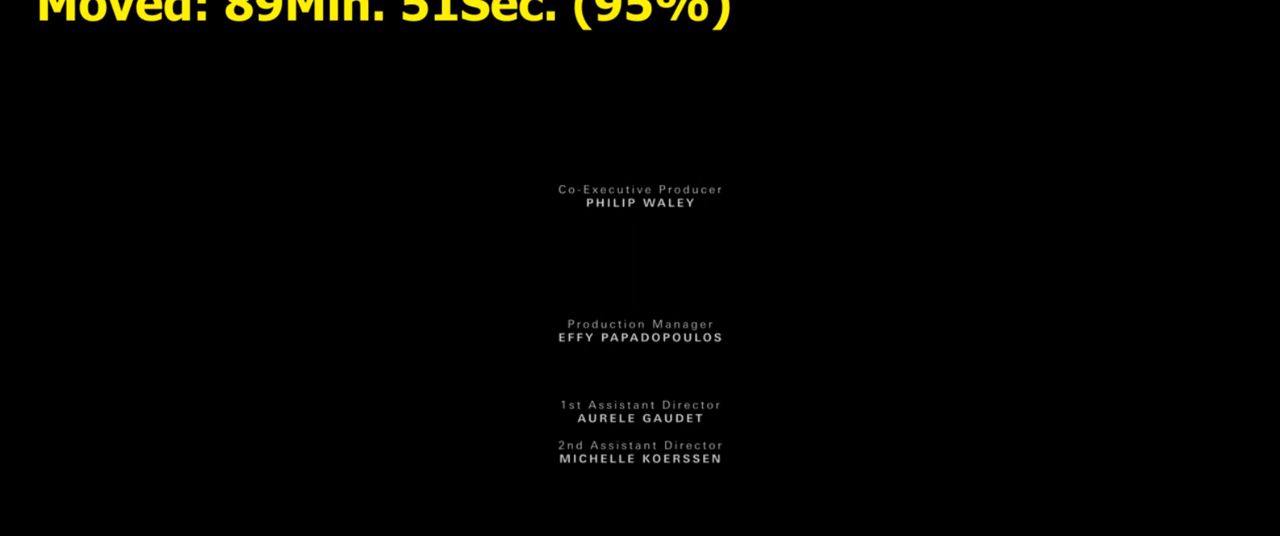 Moved: 89Min. 51Sec. (95%)
Co-Executive Producer
PHILIP WALEY
Production Manager
EFFY PAPADOPOULOS
1st Assistant Director
AURELE GAUDET
2nd Assistant Director
MICHELLE KOERSSEN